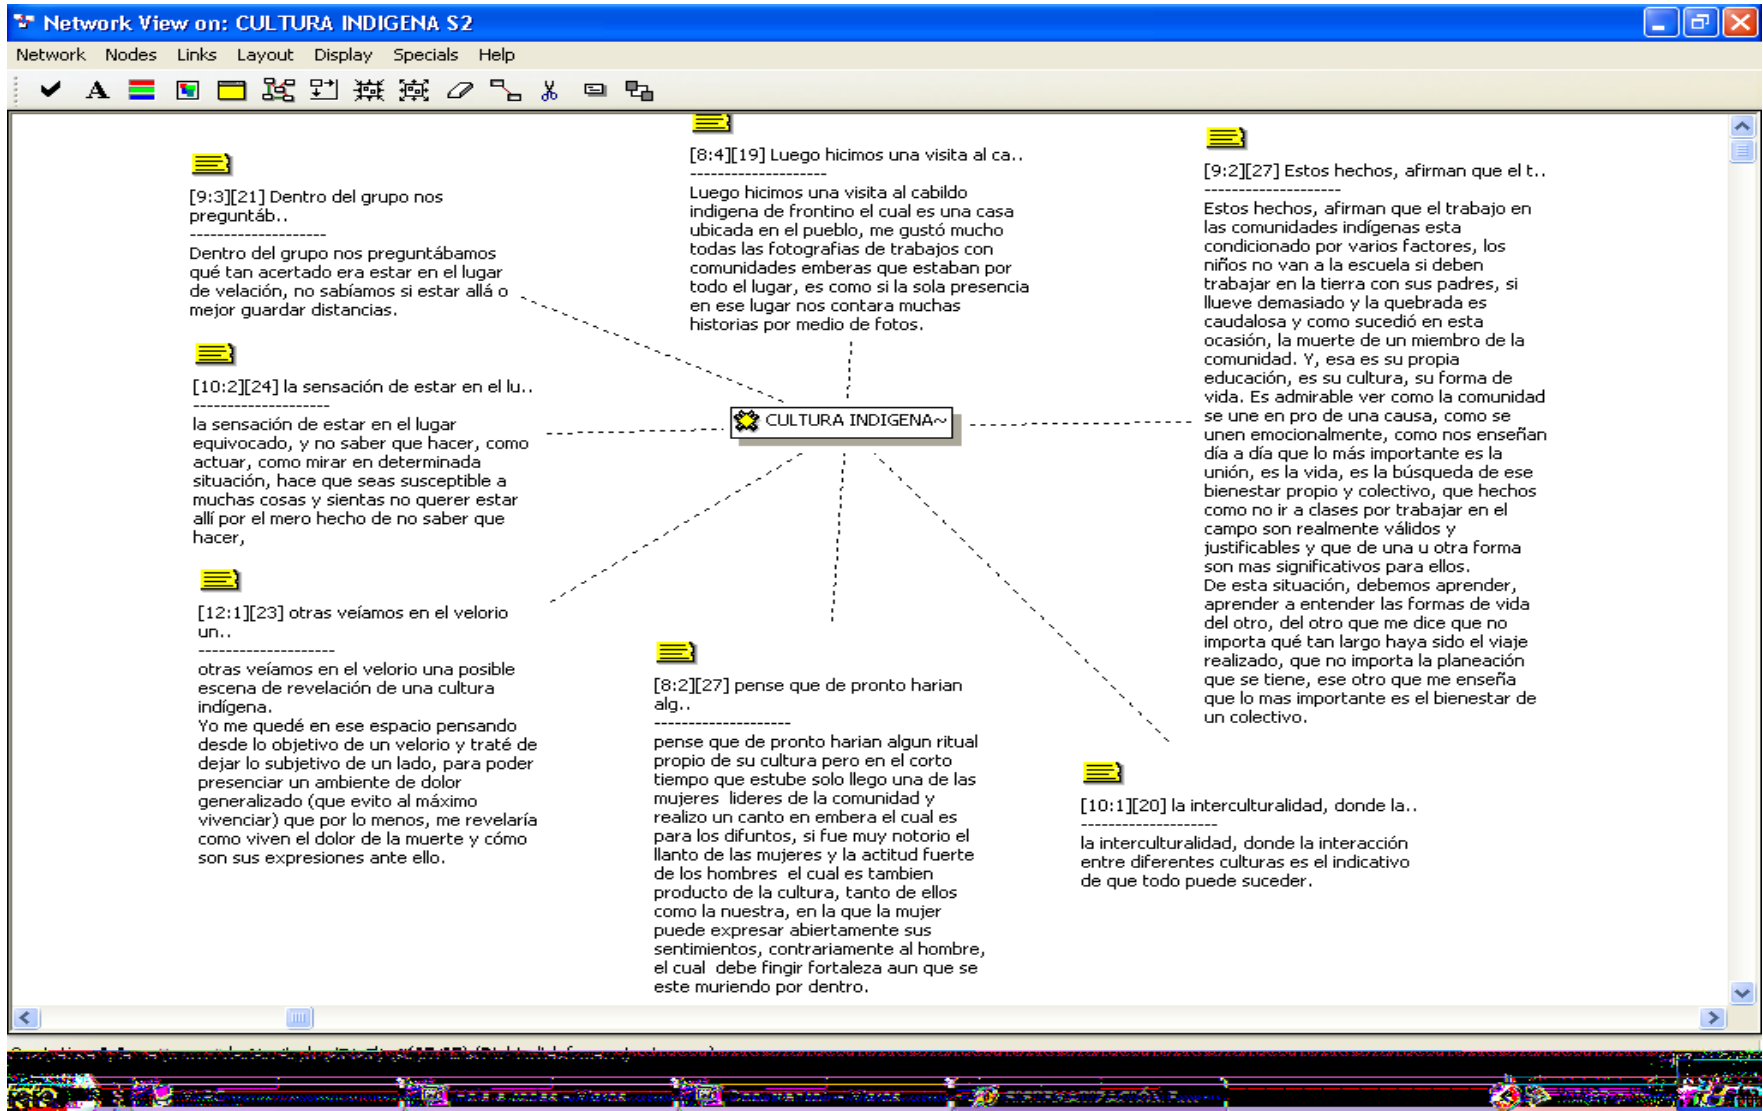 Network View on: CULTURA INDIGENA S2
Network Nodes Links Layout Display Specials Help
[9:3][21] Dentro del grupo nos
preguntáb..
--------------------
Dentro del grupo nos preguntábamos
qué tan acertado era estar en el lugar
de velación, no sabíamos si estar allá o
mejor guardar distancias.
[8:4][19] Luego hicimos una visita al ca..
--------------------
Luego hicimos una visita al cabildo
indigena de frontino el cual es una casa
ubicada en el pueblo, me gustó mucho
todas las fotografias de trabajos con
comunidades emberas que estaban por
todo el lugar, es como si la sola presencia
en ese lugar nos contara muchas
historias por medio de fotos.
[9:2][27] Estos hechos, afirman que el t..
--------------------
Estos hechos, afirman que el trabajo en
las comunidades indígenas esta
condicionado por varios factores, los
niños no van a la escuela si deben
trabajar en la tierra con sus padres, si
llueve demasiado y la quebrada es
caudalosa y como sucedió en esta
ocasión, la muerte de un miembro de la
comunidad. Y, esa es su propia
educación, es su cultura, su forma de
vida. Es admirable ver como la comunidad
se une en pro de una causa, como se
unen emocionalmente, como nos enseñan
día a día que lo más importante es la
unión, es la vida, es la búsqueda de ese
bienestar propio y colectivo, que hechos
como no ir a clases por trabajar en el
campo son realmente válidos y
justificables y que de una u otra forma
son mas significativos para ellos.
De esta situación, debemos aprender,
aprender a entender las formas de vida
del otro, del otro que me dice que no
importa qué tan largo haya sido el viaje
realizado, que no importa la planeación
que se tiene, ese otro que me enseña
que lo mas importante es el bienestar de
un colectivo.
[10:2][24] la sensación de estar en el lu..
--------------------
la sensación de estar en el lugar
equivocado, y no saber que hacer, como
actuar, como mirar en determinada
situación, hace que seas susceptible a
muchas cosas y sientas no querer estar
allí por el mero hecho de no saber que
hacer,
CULTURA INDIGENA~
[12:1][23] otras veíamos en el velorio
un..
--------------------
otras veíamos en el velorio una posible
escena de revelación de una cultura
indígena.
Yo me quedé en ese espacio pensando
desde lo objetivo de un velorio y traté de
dejar lo subjetivo de un lado, para poder
presenciar un ambiente de dolor
generalizado (que evito al máximo
vivenciar) que por lo menos, me revelaría
como viven el dolor de la muerte y cómo
son sus expresiones ante ello.
[8:2][27] pense que de pronto harian
alg..
--------------------
pense que de pronto harian algun ritual
propio de su cultura pero en el corto
tiempo que estube solo llego una de las
mujeres lideres de la comunidad y
realizo un canto en embera el cual es
para los difuntos, si fue muy notorio el
llanto de las mujeres y la actitud fuerte
de los hombres el cual es tambien
producto de la cultura, tanto de ellos
como la nuestra, en la que la mujer
puede expresar abiertamente sus
sentimientos, contrariamente al hombre,
el cual debe fingir fortaleza aun que se
este muriendo por dentro.
[10:1][20] la interculturalidad, donde la..
--------------------
la interculturalidad, donde la interacción
entre diferentes culturas es el indicativo
de que todo puede suceder.